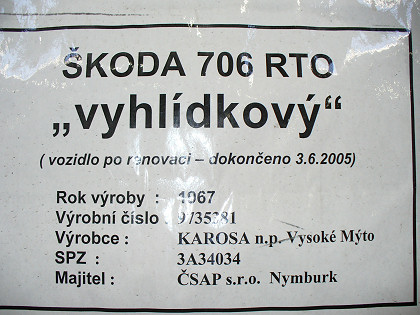 ŠKODA 706 RTO
„vyhlídkový“
( vozidlo po renovaci – dokončeno 3.6.2005)
Rok výroby : 1967
Výrobní číslo : 9735381
Výrobce : KAROSA n.p. Vysoké Mýto
SPZ : 3A34034
Majitel : ČSAP s.r.o. Nymburk